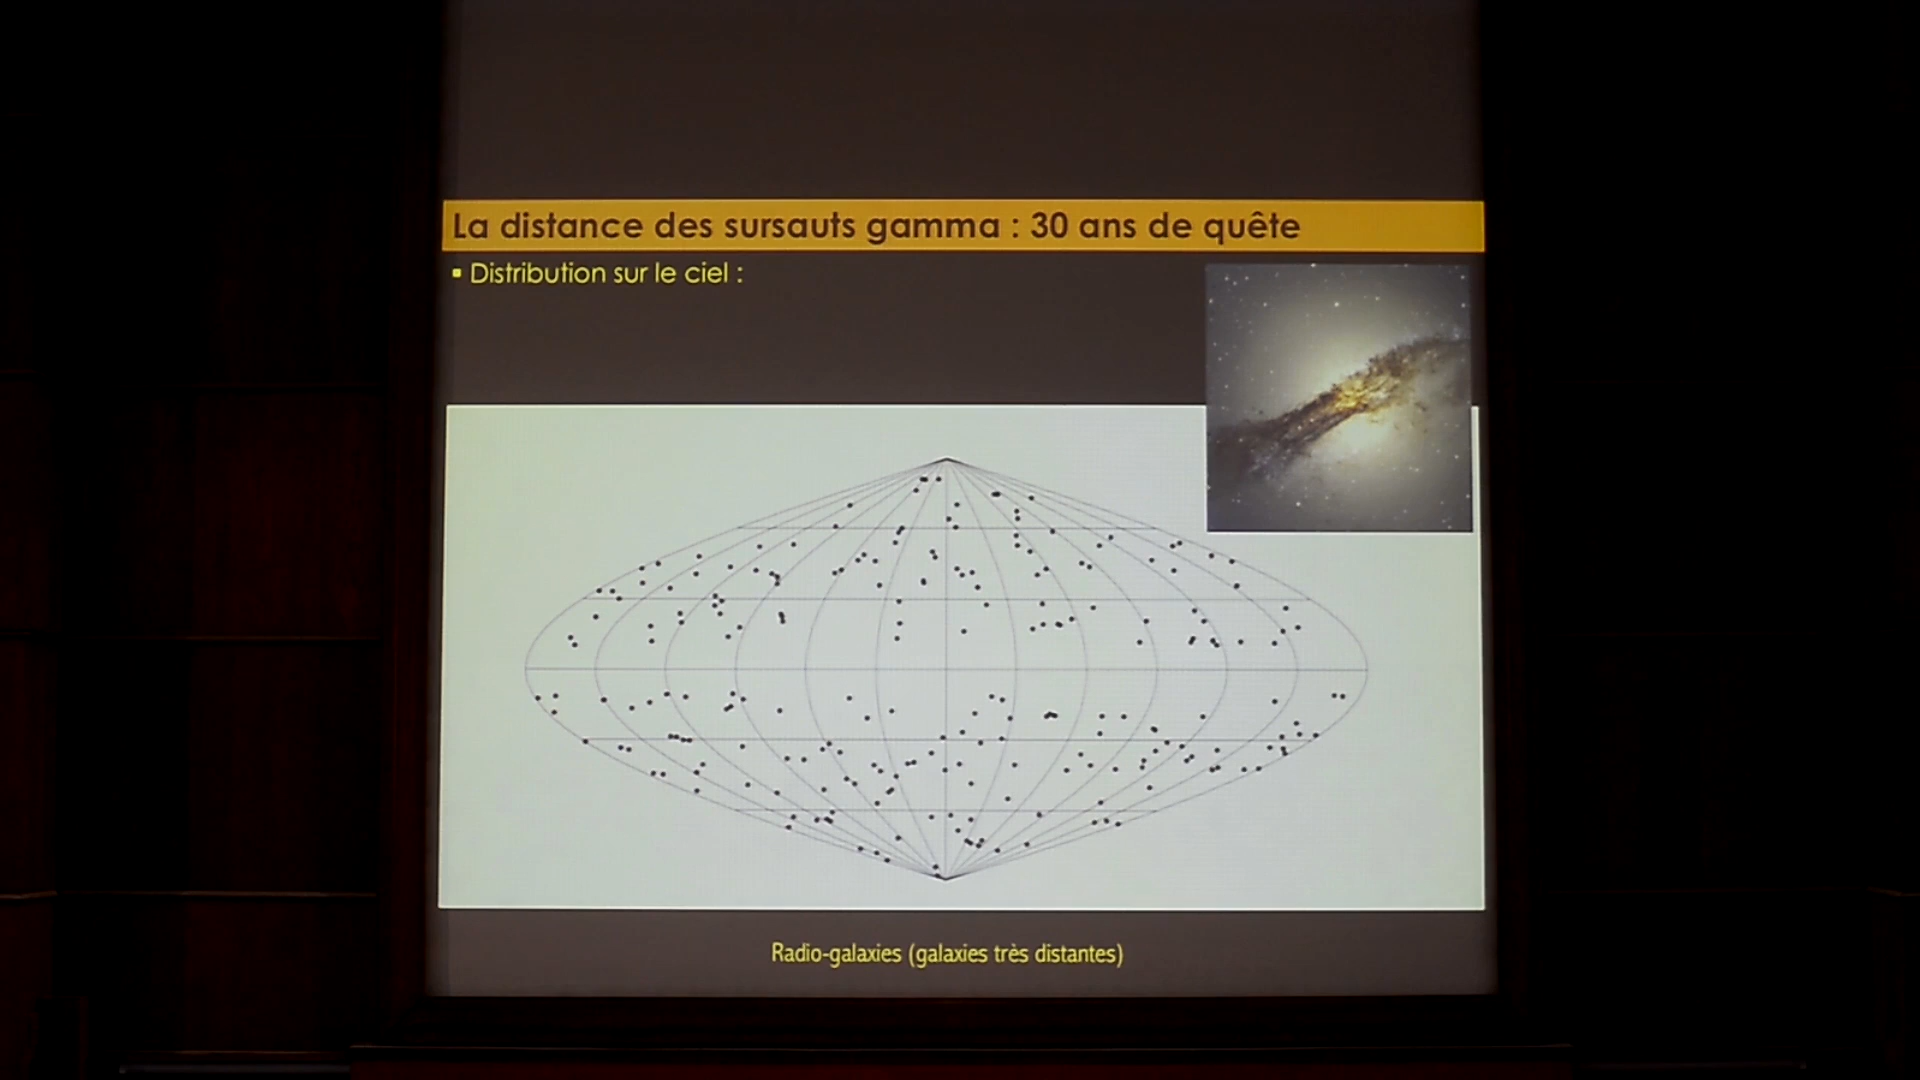 La distance des sursauts gamma : 30 ans de quête
▪ Distribution sur le ciel :
Radio-galaxies (galaxies très distantes)